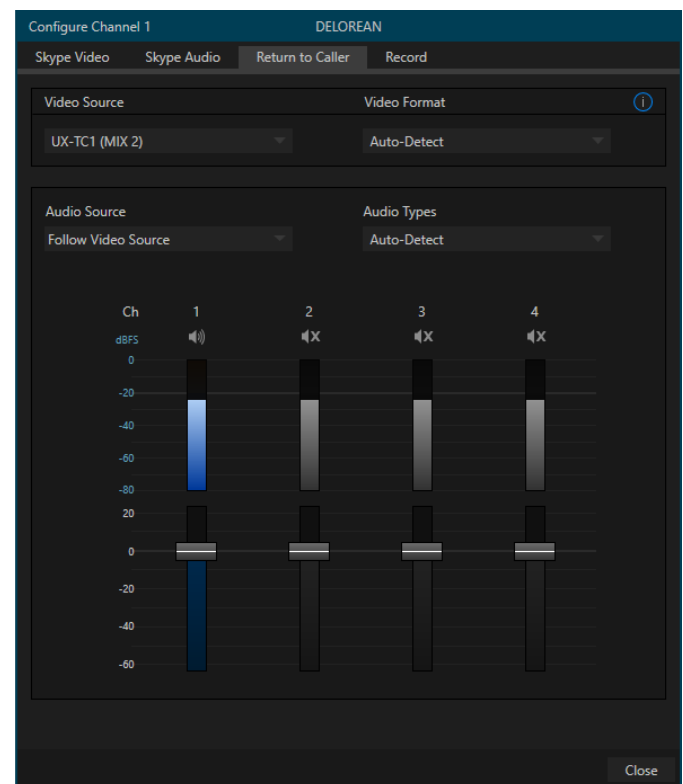 Configure Channel 1 DELOREAN
Skype Video Skype Audio Return to Caller Record
Video Source Video Format
UX-TC1 (MIX 2) Auto-Detect
Audio Source Audio Types
Follow Video Source Auto-Detect
Ch 1 2 3 4
dBFS
0
-20
-40
-60
-80
20
0
-20
-40
-60
Close